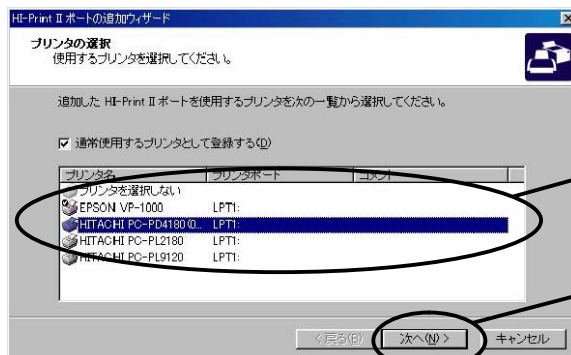 HI-Print Ⅱ ポートの追加ウィザード
プリンタの選択
使用するプリンタを選択してください。
追加した HI-Print Ⅱ ポートを使用するプリンタを次の一覧から選択してください。
通常使用するプリンタとして登録する(D)
プリンタ名 プリンタポート コメント
プリンタを選択しない
EPSON VP-1000 LPT1:
HITACHI PC-PD4180(0... LPT1:
HITACHI PC-PL2180 LPT1:
HITACHI PC-PL9120 LPT1:
<戻る(B) 次へ(N)> キャンセル